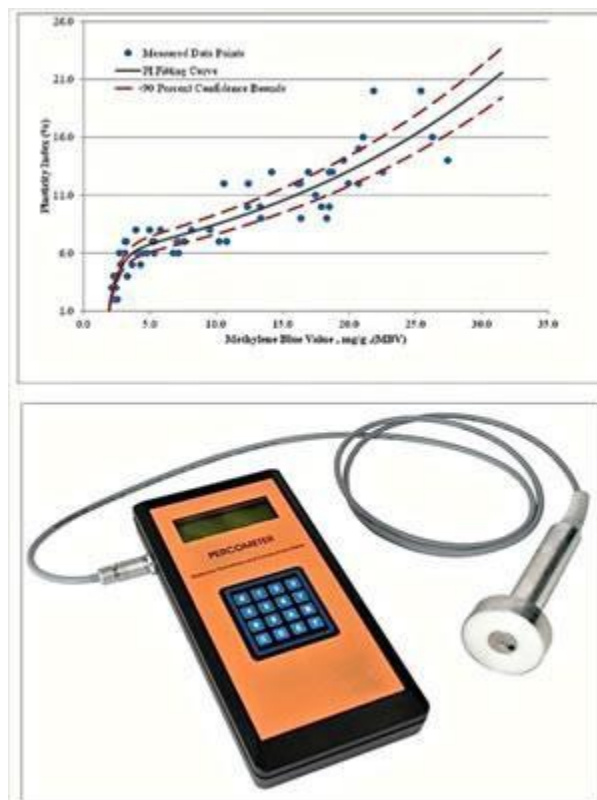 26.0
21.0
16.0
11.0
6.0
1.0
Plasticity Index (%)
Measured Data Points
PI Fitting Curve
90 Percent Confidence Bounds
0.0 5.0 10.0 15.0 20.0 25.0 30.0 35.0
Methylene Blue Value , mg/g ,(MBV)
PERCOMETER